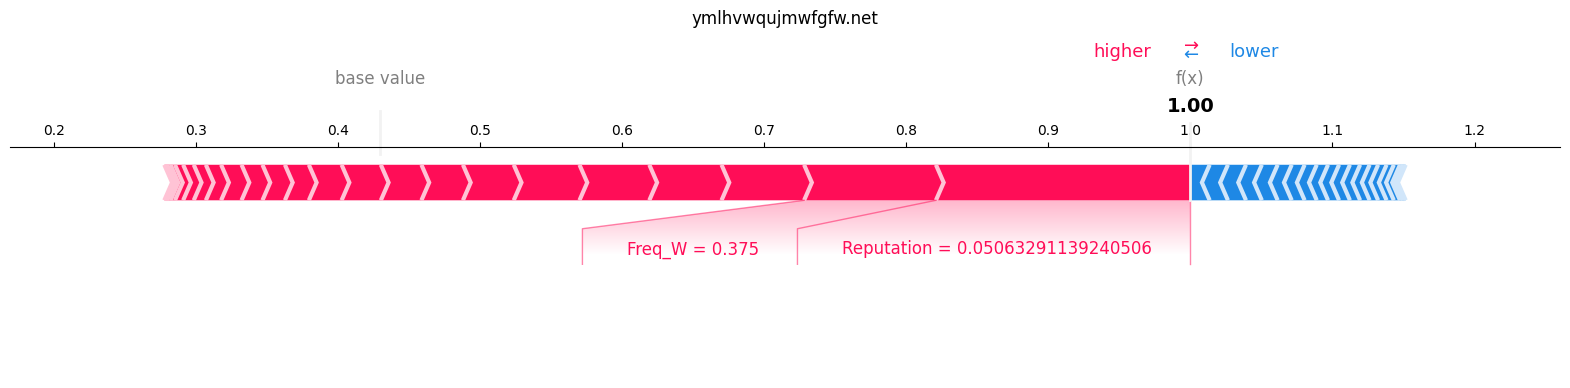 ymlhvwqujmwfgfw.net
higher ⇄ lower
base value
f(x)
1.00
0.2 0.3 0.4 0.5 0.6 0.7 0.8 0.9 1 0 1.1 1.2
Freq_W = 0.375
Reputation = 0.05063291139240506